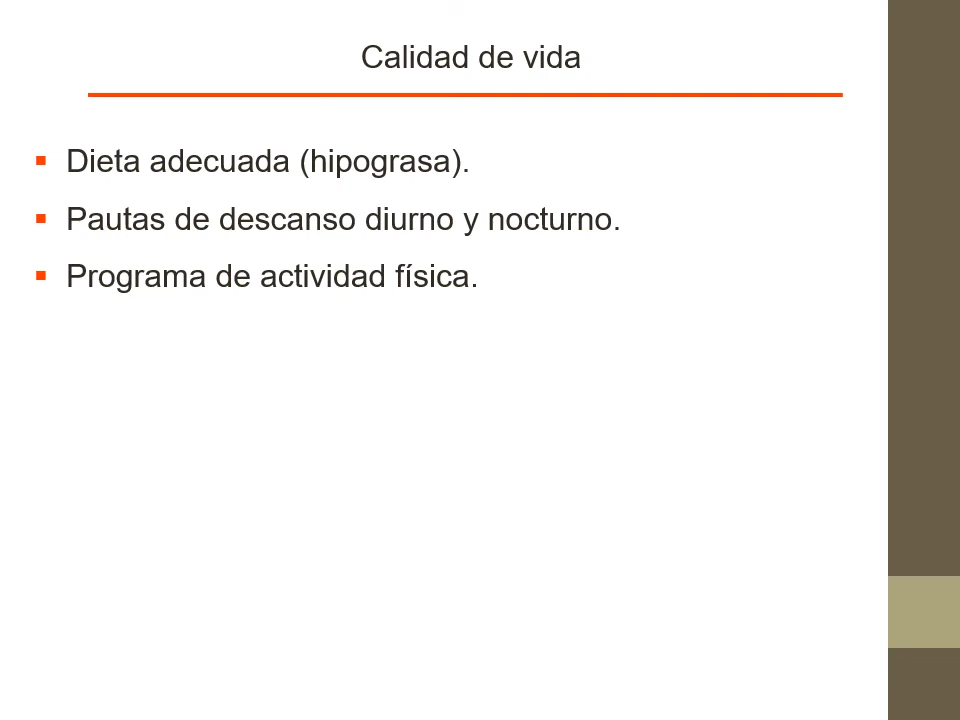 Calidad de vida
Dieta adecuada (hipograsa).
Pautas de descanso diurno y nocturno.
Programa de actividad física.